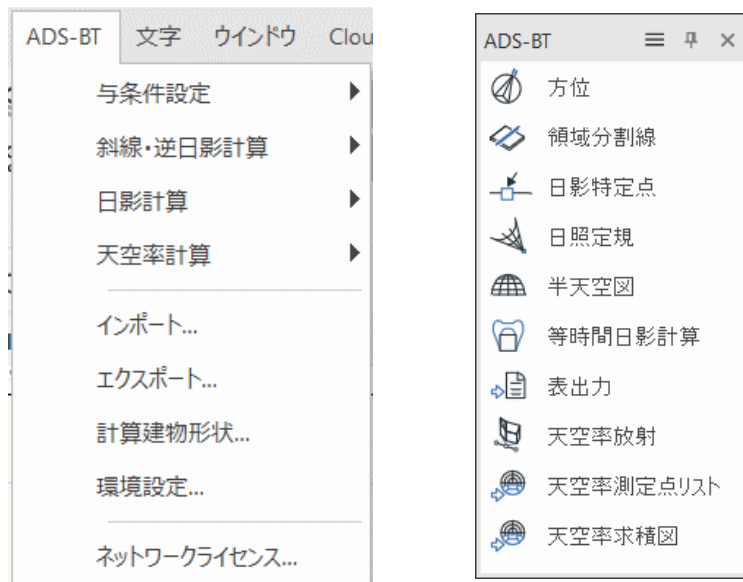 ADS-BT 文字 ウインドウ Clou
与条件設定
斜線・逆日影計算
日影計算
天空率計算
インポート...
エクスポート...
計算建物形状...
環境設定...
ネットワークライセンス...
ADS-BT
方位
領域分割線
日影特定点
日照定規
半天空図
等時間日影計算
表出力
天空率放射
天空率測定点リスト
天空率求積図